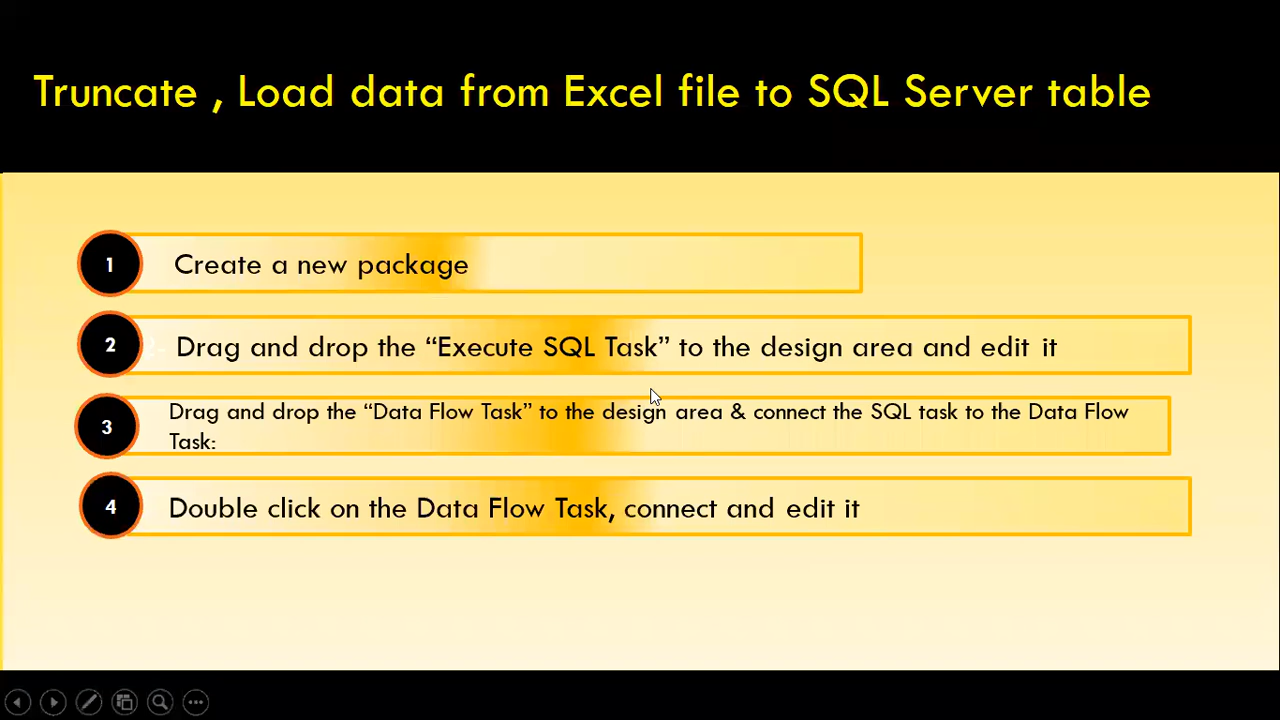 Truncate , Load data from Excel file to SQL Server table
1 Create a new package
2 Drag and drop the “Execute SQL Task” to the design area and edit it
3 Drag and drop the “Data Flow Task” to the design area & connect the SQL task to the Data Flow
Task:
4 Double click on the Data Flow Task, connect and edit it